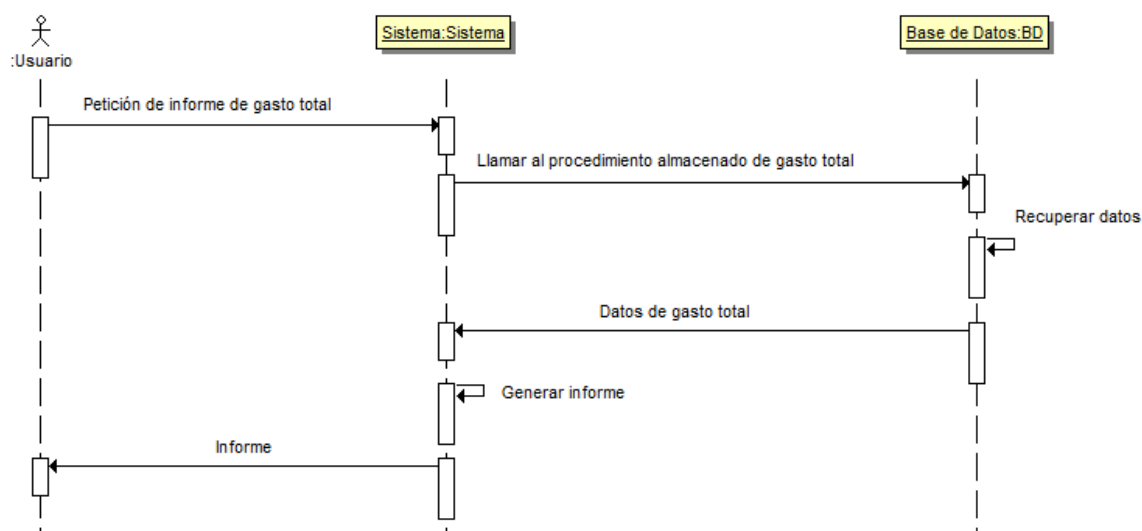 Sistema:Sistema
Base de Datos:BD
:Usuario
Petición de informe de gasto total
Llamar al procedimiento almacenado de gasto total
Recuperar datos
Datos de gasto total
Generar informe
Informe